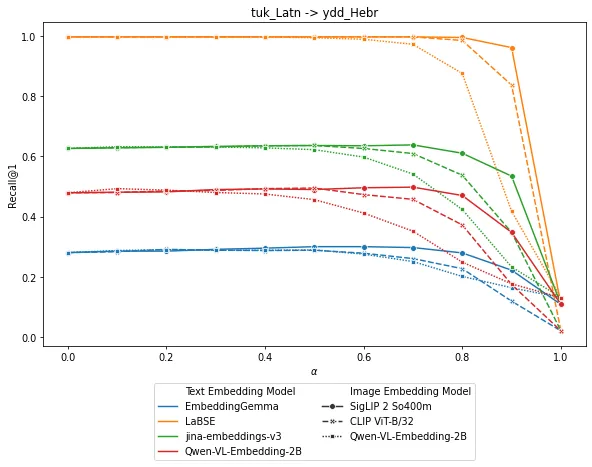 tuk_Latn -> ydd_Hebr
Recall@1
1.0
0.8
0.6
0.4
0.2
0.0
0.0 0.2 0.4 0.6 0.8 1.0
α
Text Embedding Model
EmbeddingGemma
LaBSE
jina-embeddings-v3
Qwen-VL-Embedding-2B
Image Embedding Model
SigLIP 2 So400m
CLIP ViT-B/32
Qwen-VL-Embedding-2B